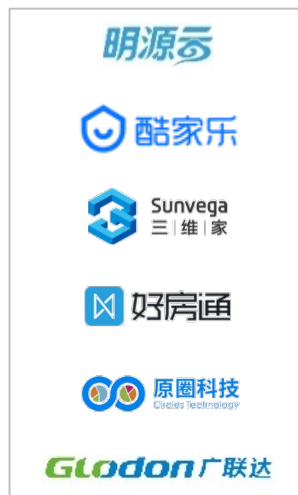 明源云
酷家乐
Sunvega
三|维|家
好房通
原圈科技
Circles Technology
GLodon广联达